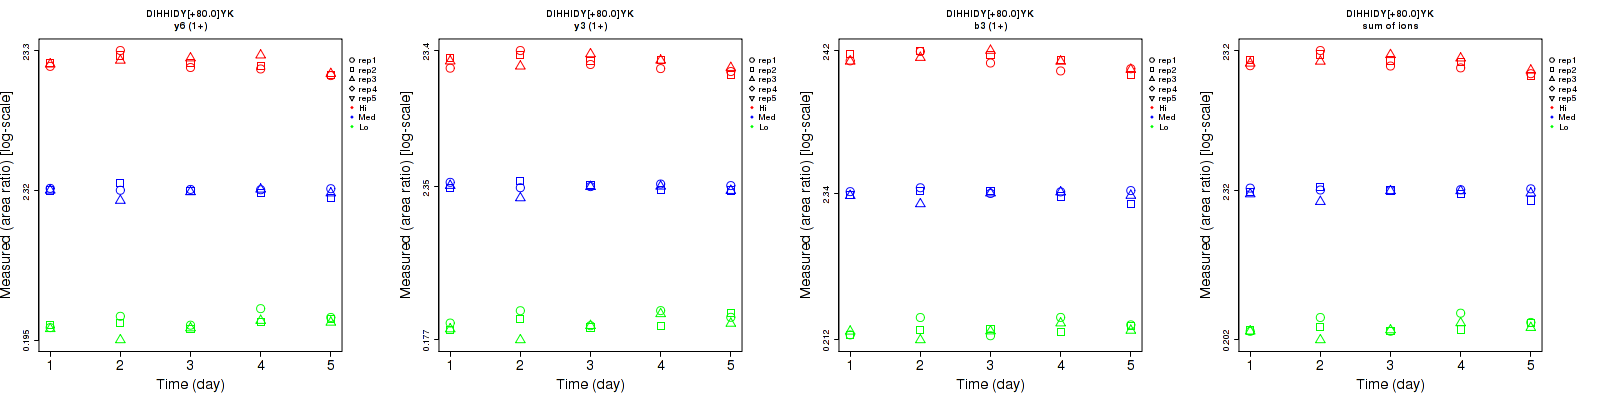 DIHHIDY[+80.0]YK
y6 (1+)
Measured (area ratio) [log-scale]
23.3
2.32
0.195
1 2 3 4 5
Time (day)
rep1
rep2
rep3
rep4
rep5
Hi
Med
Lo
DIHHIDY[+80.0]YK
y3 (1+)
Measured (area ratio) [log-scale]
23.4
2.35
0.177
1 2 3 4 5
Time (day)
rep1
rep2
rep3
rep4
rep5
Hi
Med
Lo
DIHHIDY[+80.0]YK
b3 (1+)
Measured (area ratio) [log-scale]
24.2
2.34
0.212
1 2 3 4 5
Time (day)
rep1
rep2
rep3
rep4
rep5
Hi
Med
Lo
DIHHIDY[+80.0]YK
sum of ions
Measured (area ratio) [log-scale]
23.2
2.32
0.202
1 2 3 4 5
Time (day)
rep1
rep2
rep3
rep4
rep5
Hi
Med
Lo